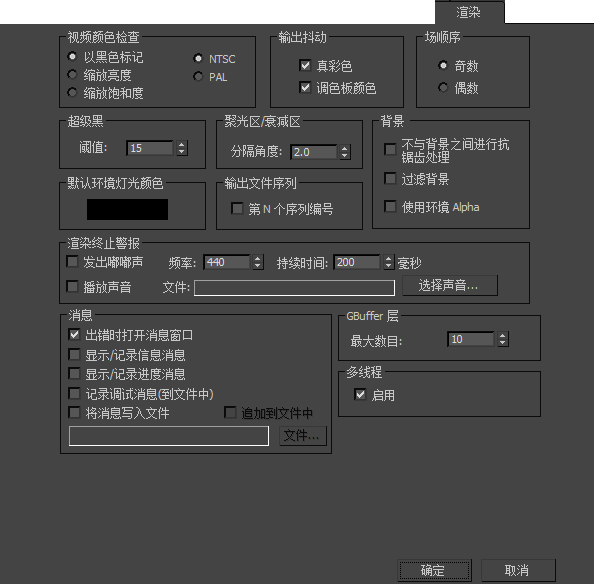 渲染
视频颜色检查
以黑色标记
NTSC
缩放亮度
PAL
缩放饱和度
输出抖动
真彩色
调色板颜色
场顺序
奇数
偶数
超级黑
阈值: 15
聚光区/衰减区
分隔角度: 2.0
背景
不与背景之间进行抗
锯齿处理
过滤背景
使用环境 Alpha
默认环境灯光颜色
输出文件序列
第 N 个序列编号
渲染终止警报
发出嘟嘟声 频率: 440 持续时间: 200 毫秒
播放声音 文件: 选择声音...
消息
出错时打开消息窗口
显示/记录信息消息
显示/记录进度消息
记录调试消息(到文件中)
将消息写入文件 追加到文件中
文件...
GBuffer 层
最大数目: 10
多线程
启用
确定 取消